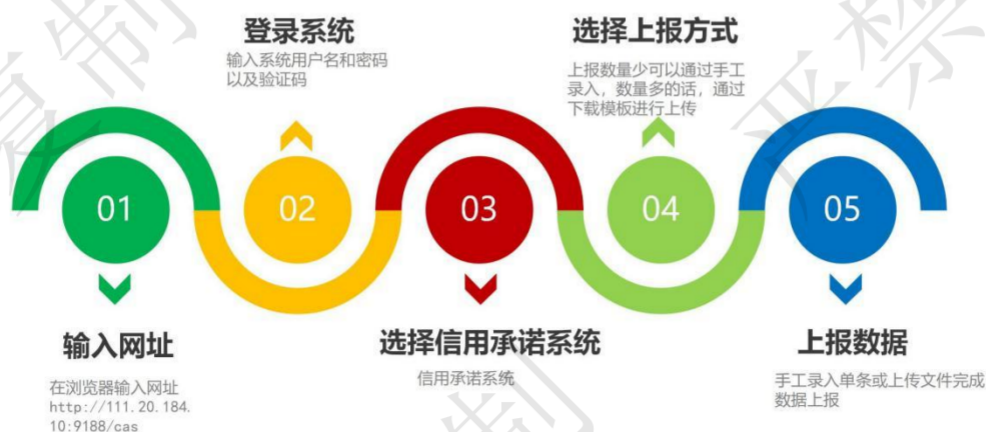 登录系统
输入系统用户名和密码
以及验证码
选择上报方式
上报数量少可以通过手工
录入，数量多的话，通过
下载模板进行上传
01
02
03
04
05
输入网址
在浏览器输入网址
http://111.20.184.
10:9188/cas
选择信用承诺系统
信用承诺系统
上报数据
手工录入单条或上传文件完成
数据上报
复制
严禁
制